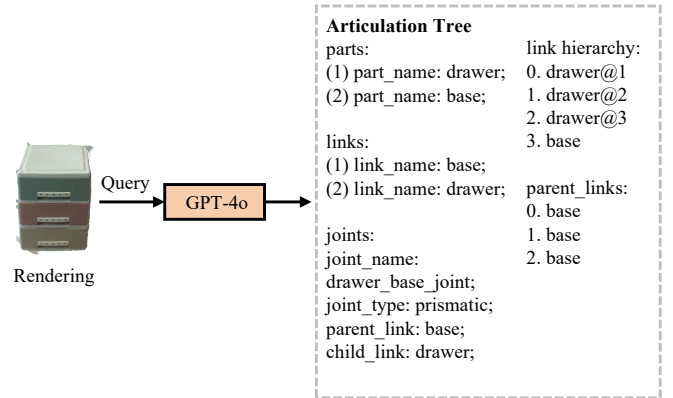 Rendering
Query
GPT-4o
Articulation Tree
parts:
(1) part_name: drawer;
(2) part_name: base;
links:
(1) link_name: base;
(2) link_name: drawer;
joints:
joint_name:
drawer_base_joint;
joint_type: prismatic;
parent_link: base;
child_link: drawer;
link hierarchy:
0. drawer@1
1. drawer@2
2. drawer@3
3. base
parent_links:
0. base
1. base
2. base